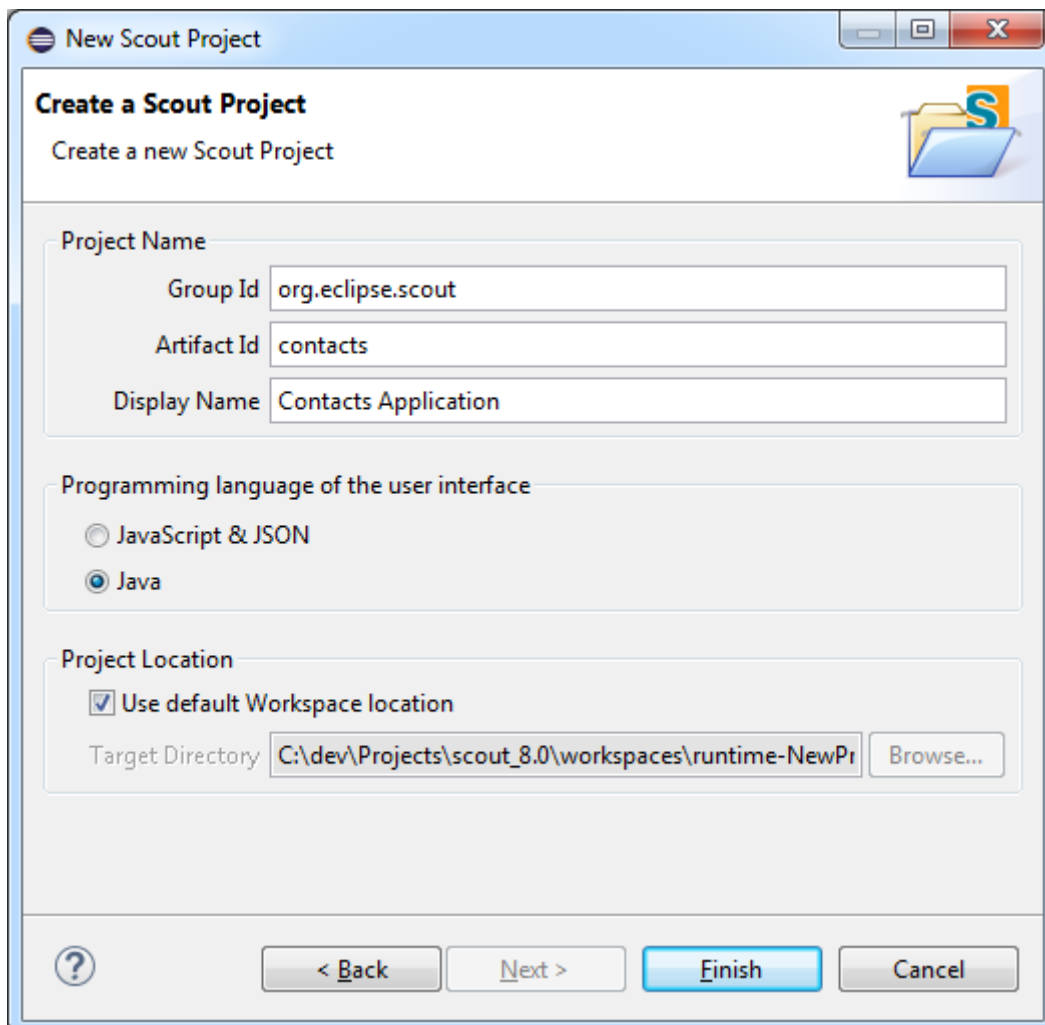 New Scout Project
Create a Scout Project
S
Create a new Scout Project
Project Name
Group Id org.eclipse.scout
Artifact Id contacts
Display Name Contacts Application
Programming language of the user interface
JavaScript & JSON
Java
Project Location
Use default Workspace location
Target Directory C:\dev\Projects\scout_8.0\workspaces\runtime-NewPr Browse...
? < Back Next > Finish Cancel